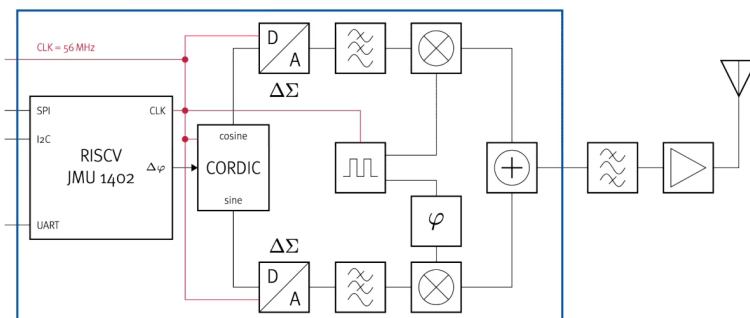 CLK = 56 MHz
D
A
ΔΣ
SPI
CLK
I2C
cosine
RISCV
JMU 1402
Δφ
CORDIC
sine
φ
UART
ΔΣ
D
A